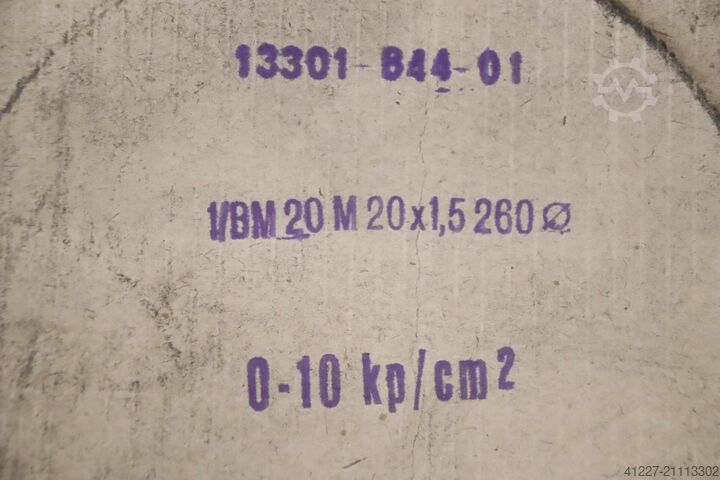 13301-844-01
1/BM 20 M 20x1,5 260 ⌀
0-10 kp/cm²
41227-21113302